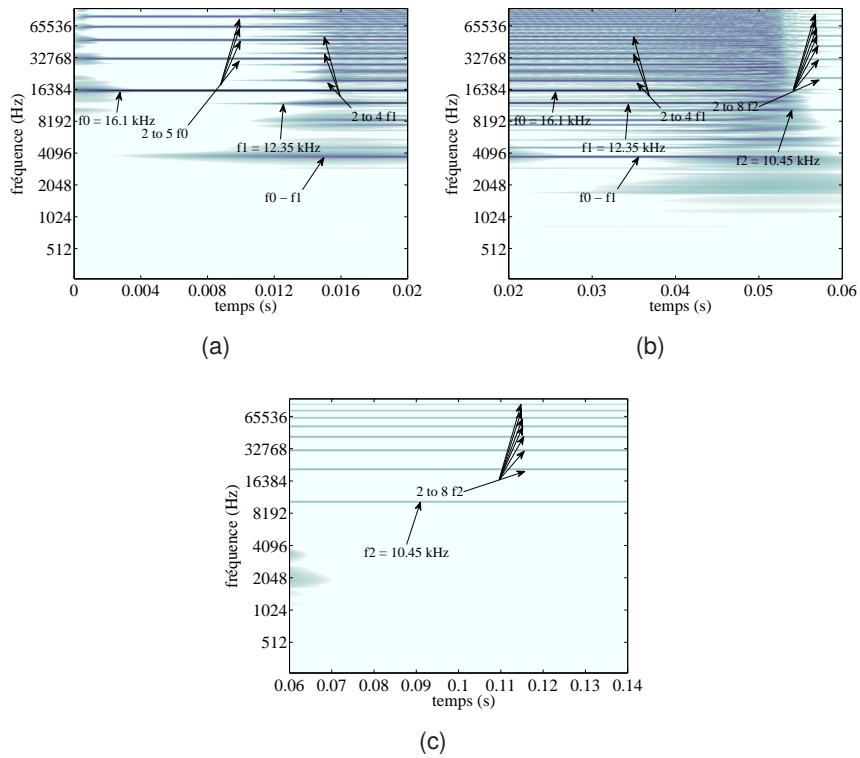 65536
32768
16384
8192
4096
2048
1024
512
fréquence (Hz)
f0 = 16.1 kHz
2 to 5 f0
f1 = 12.35 kHz
2 to 4 f1
f0 – f1
0 0.004 0.008 0.012 0.016 0.02
temps (s)
(a)
65536
32768
16384
8192
4096
2048
1024
512
fréquence (Hz)
f0 = 16.1 kHz
2 to 4 f1
2 to 8 f2
f1 = 12.35 kHz
f2 = 10.45 kHz
f0 – f1
0.02 0.03 0.04 0.05 0.06
temps (s)
(b)
65536
32768
16384
8192
4096
2048
1024
512
fréquence (Hz)
2 to 8 f2
f2 = 10.45 kHz
0.06 0.07 0.08 0.09 0.1 0.11 0.12 0.13 0.14
temps (s)
(c)